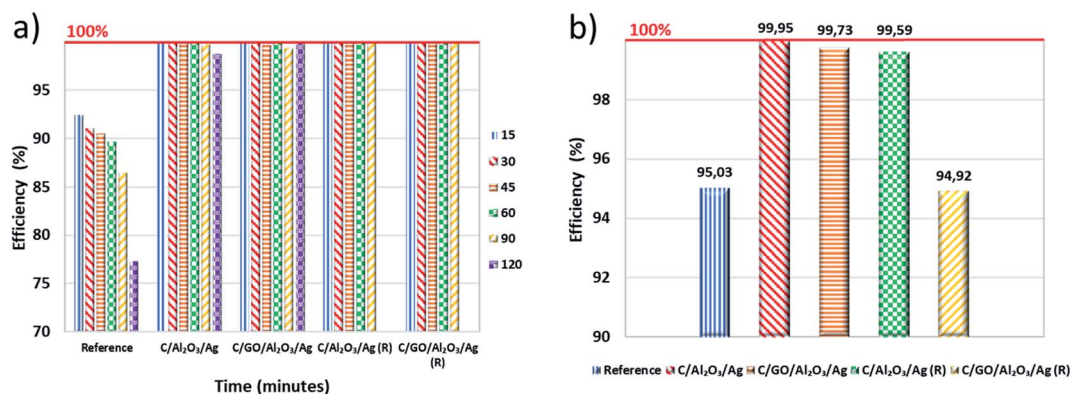 a)
100%
95
90
85
80
75
70
Efficiency (%)
Reference
C/Al₂O₃/Ag
C/GO/Al₂O₃/Ag
C/Al₂O₃/Ag (R)
C/GO/Al₂O₃/Ag
(R)
Time (minutes)
15
30
45
60
90
120
b)
100%
98
96
94
92
90
Efficiency (%)
95,03
99,95
99,73
99,59
94,92
Reference C/Al₂O₃/Ag C/GO/Al₂O₃/Ag C/Al₂O₃/Ag (R) C/GO/Al₂O₃/Ag (R)